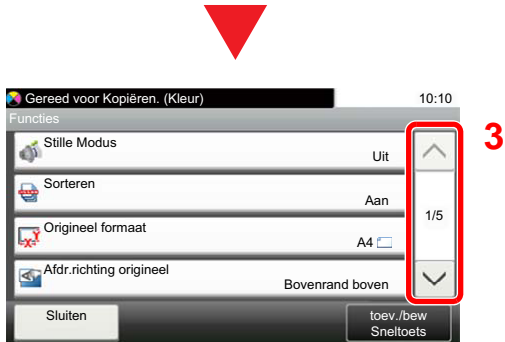 Gereed voor Kopiëren. (Kleur) 10:10
Functies
3
Stille Modus
Uit
Sorteren
Aan
1/5
Origineel formaat
A4
Afdr.richting origineel
Bovenrand boven
Sluiten
toev./bew
Sneltoets